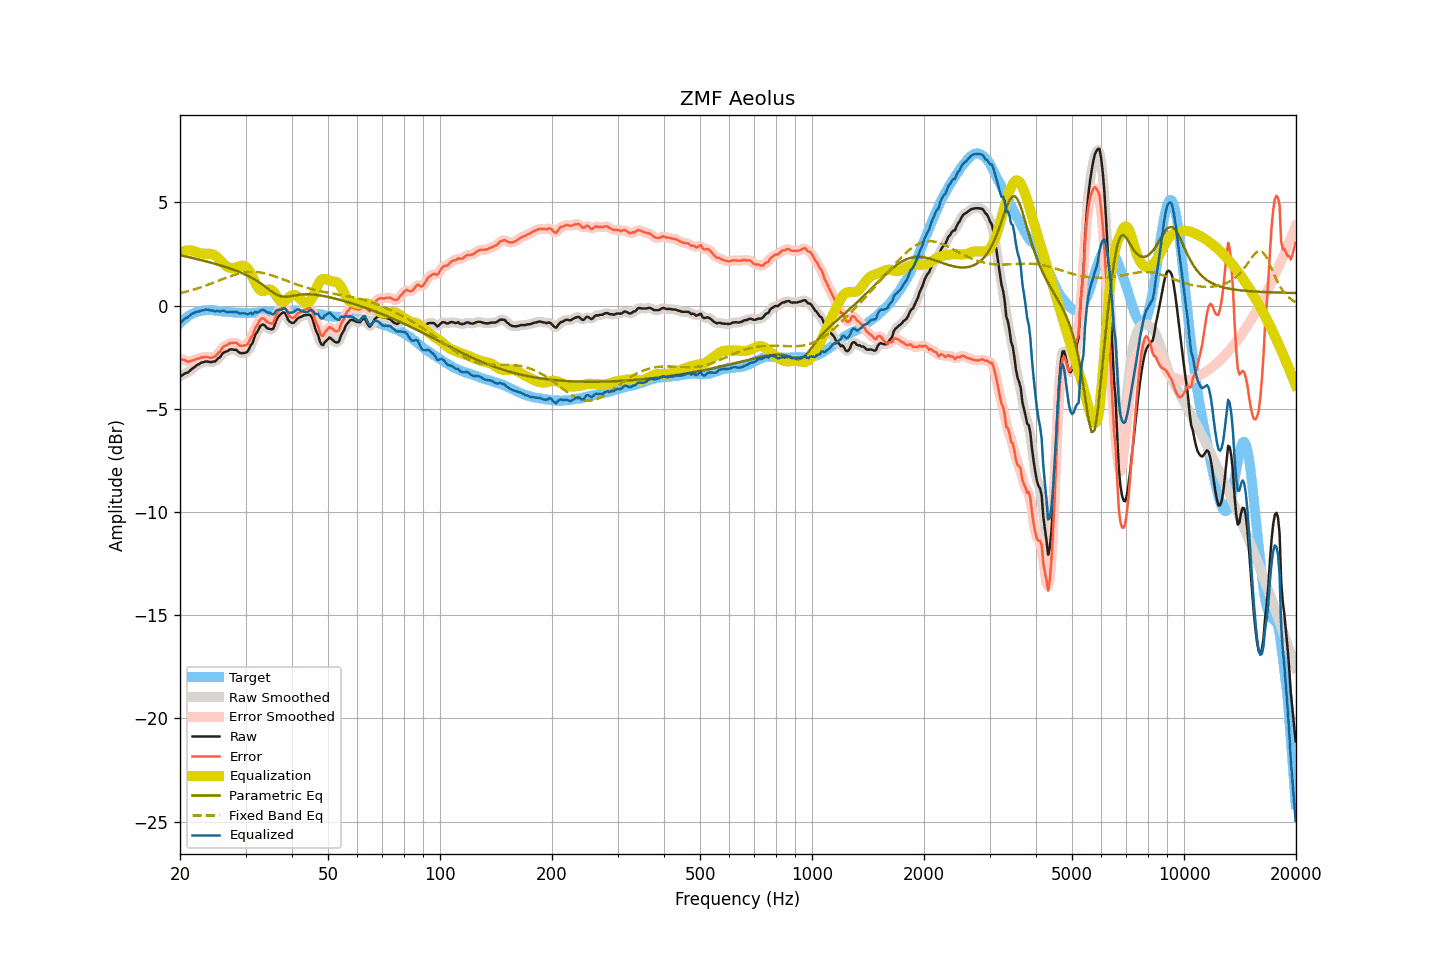 ZMF Aeolus
5
0
−5
−10
−15
−20
−25
Amplitude (dBr)
Target
Raw Smoothed
Error Smoothed
Raw
Error
Equalization
Parametric Eq
Fixed Band Eq
Equalized
20 50 100 200 500 1000 2000 5000 10000 20000
Frequency (Hz)